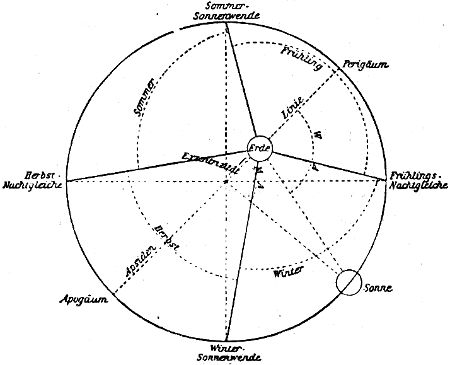 Sommer-
Sonnenwende
Frühling
Perigäum
Sommer
Linie
W
Erde
Exzentrizität
Herbst-
Nachtgleiche
Frühlings-
Nachtgleiche
Herbst
Apsiden
Winter
Sonne
Apogäum
Winter-
Sonnenwende